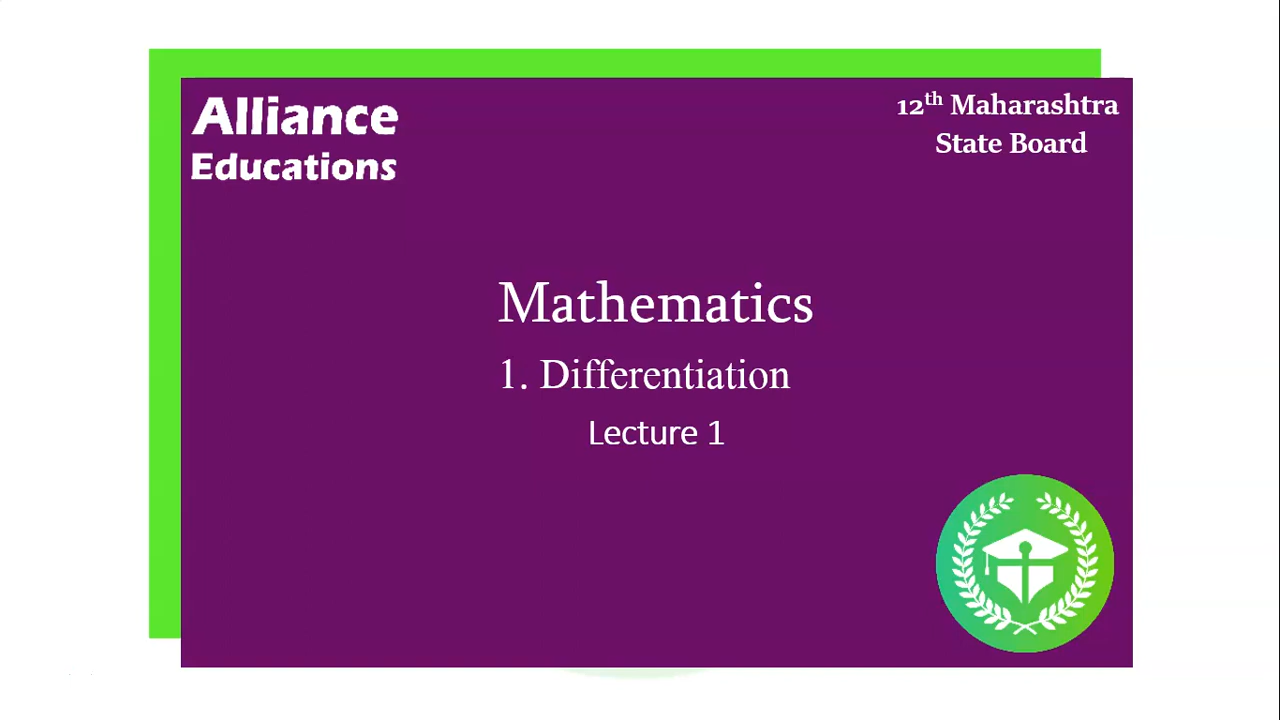 Alliance
Educations
12th Maharashtra
State Board
Mathematics
1. Differentiation
Lecture 1